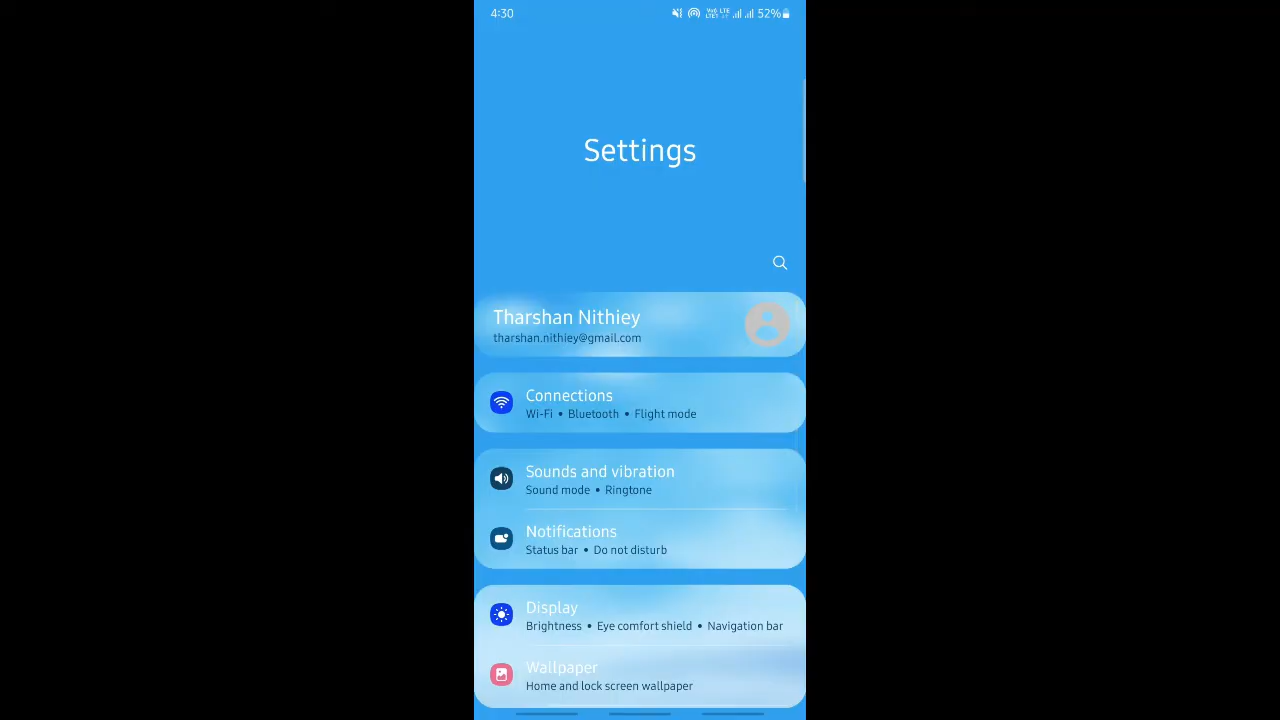 4:30
LTE 52%
Settings
Tharshan Nithiey
tharshan.nithiey@gmail.com
Connections
Wi-Fi • Bluetooth • Flight mode
Sounds and vibration
Sound mode • Ringtone
Notifications
Status bar • Do not disturb
Display
Brightness • Eye comfort shield • Navigation bar
Wallpaper
Home and lock screen wallpaper